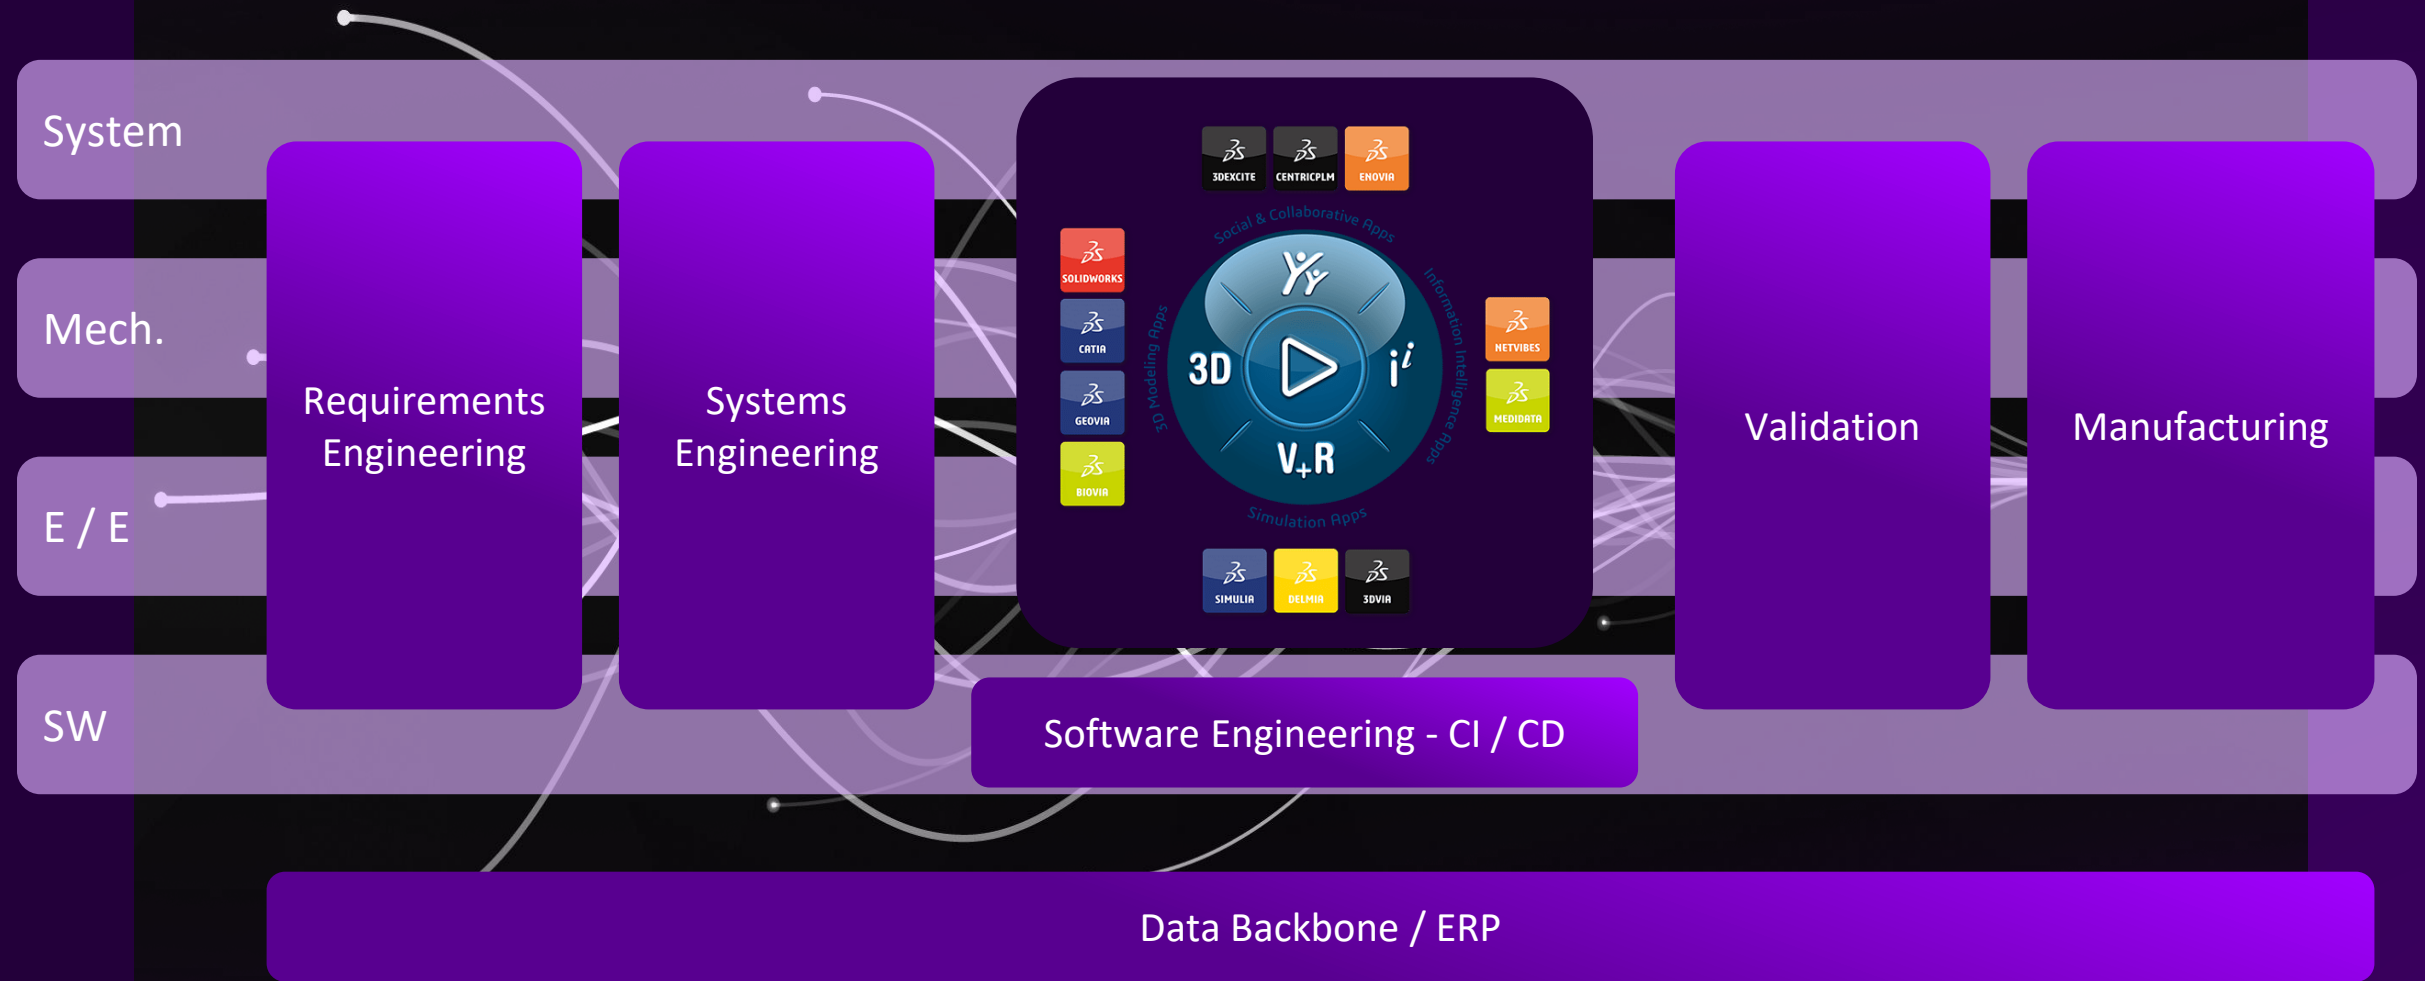 System
Mech.
E / E
SW
Requirements
Engineering
Systems
Engineering
3DEXCITE
CENTRICPLM
ENOVIA
SOLIDWORKS
CATIA
GEOVIA
BIOVIA
Social & Collaborative Apps
3D Modeling Apps
Information Intelligence Apps
Simulation Apps
3D
i i
V+R
NETVIBES
MEDIDATA
SIMULIA
DELMIA
3DVIA
Software Engineering - CI / CD
Validation
Manufacturing
Data Backbone / ERP